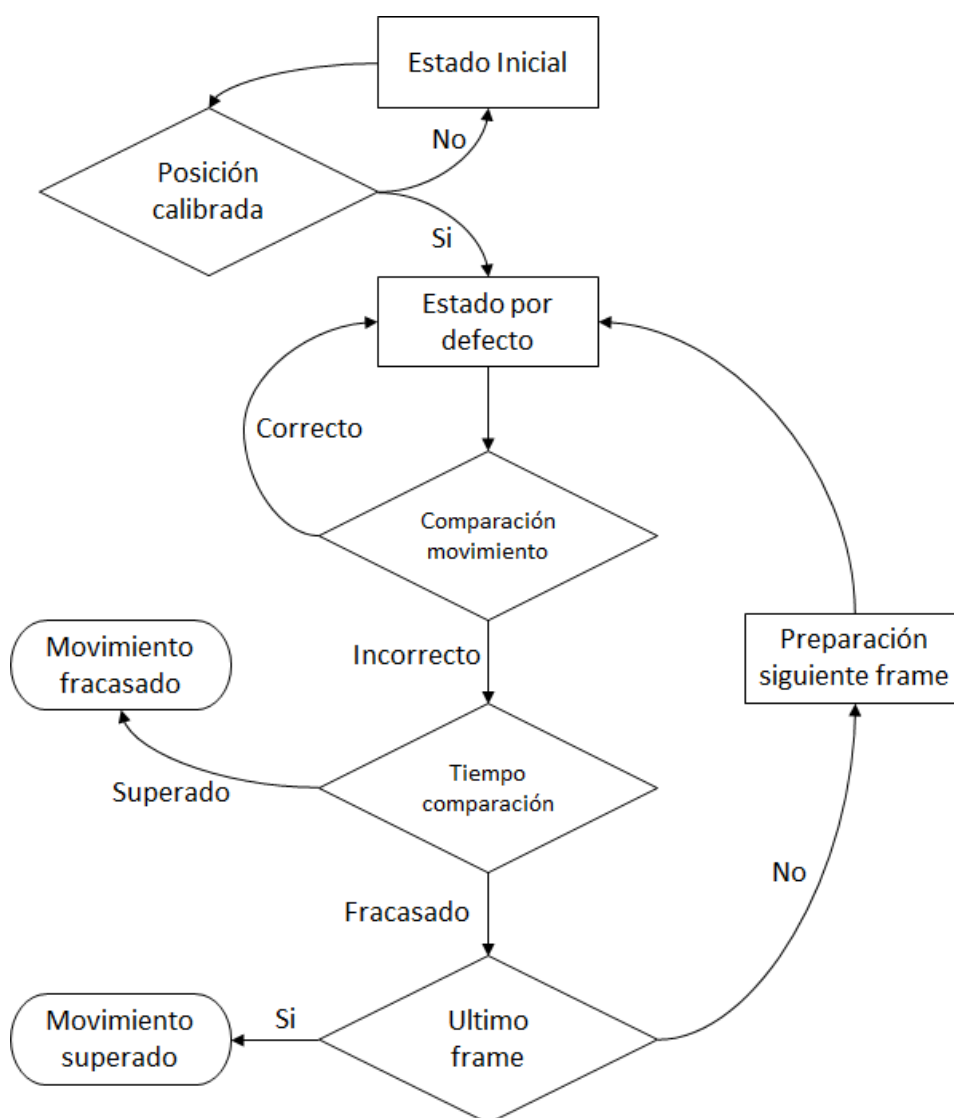 Estado Inicial
No
Posición
calibrada
Si
Estado por
defecto
Correcto
Comparación
movimiento
Movimiento
fracasado
Incorrecto
Preparación
siguiente frame
Superado
Tiempo
comparación
No
Fracasado
Si
Movimiento
superado
Ultimo
frame